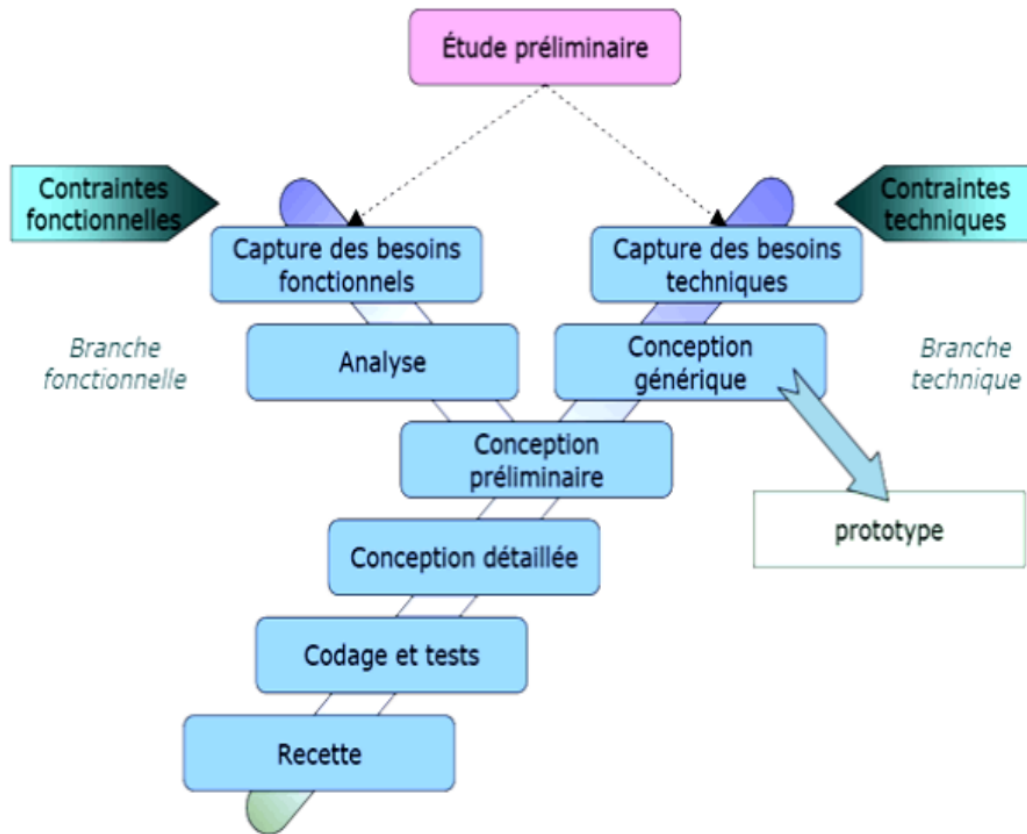 Étude préliminaire
Contraintes
fonctionnelles
Contraintes
techniques
Capture des besoins
fonctionnels
Capture des besoins
techniques
Branche
fonctionnelle
Analyse
Conception
générique
Branche
technique
Conception
préliminaire
prototype
Conception détaillée
Codage et tests
Recette